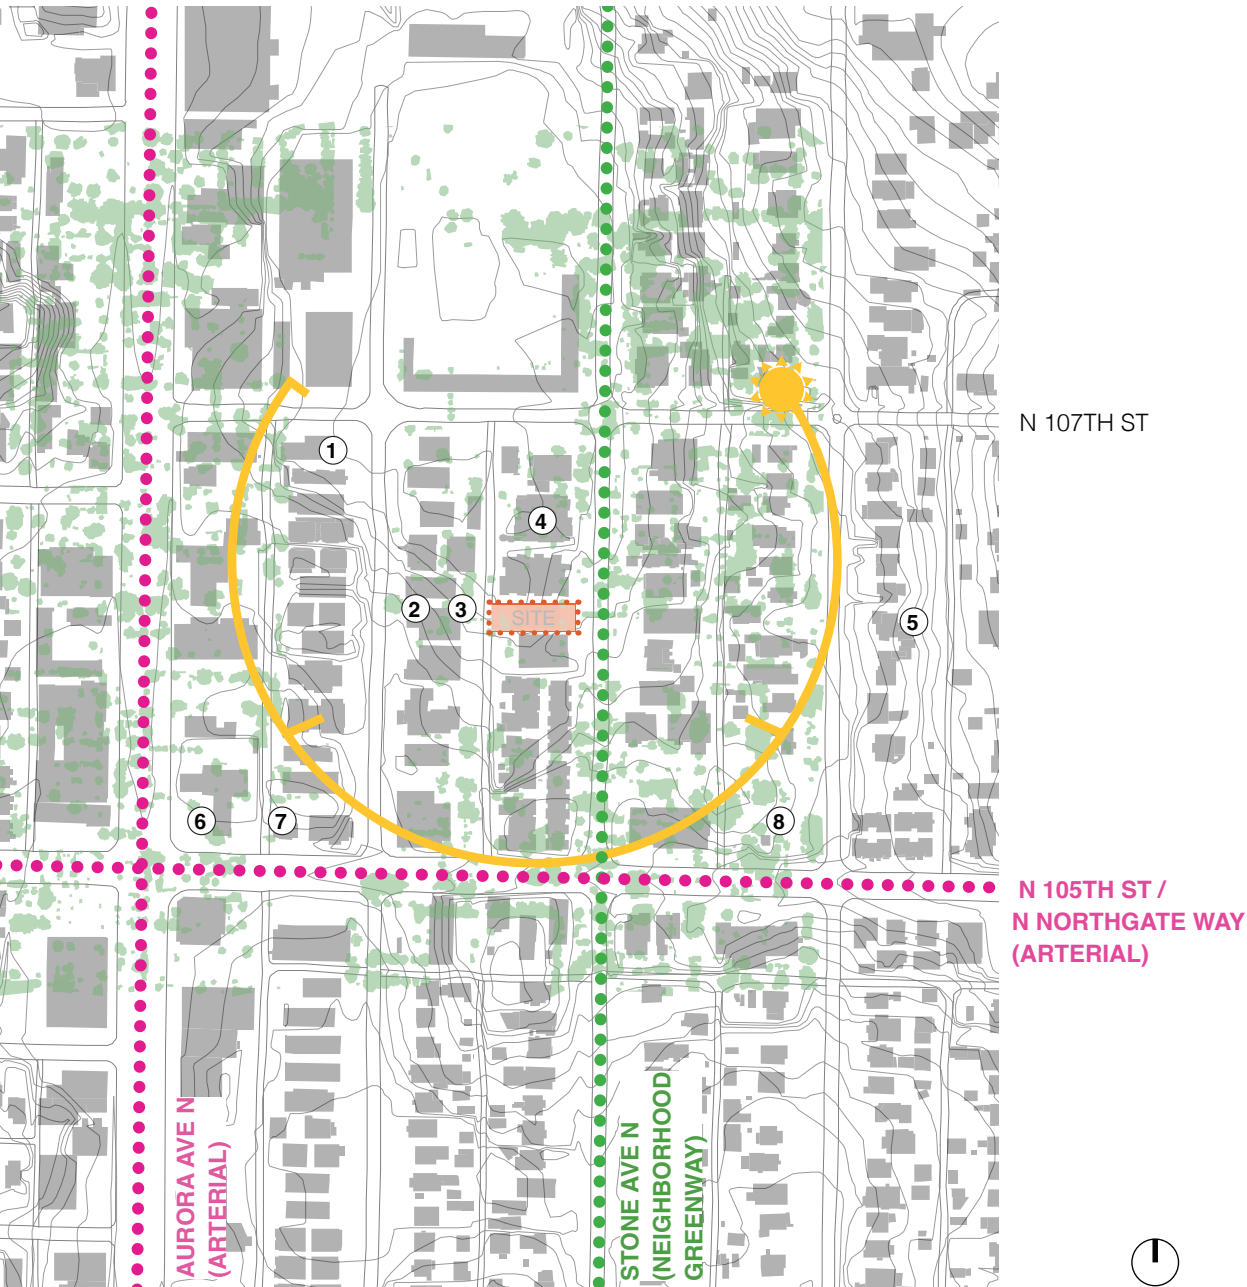 N 107TH ST
1
4
2
3
SITE
5
6
7
8
N 105TH ST /
N NORTHGATE WAY
(ARTERIAL)
AURORA AVE N
(ARTERIAL)
STONE AVE N
(NEIGHBORHOOD
GREENWAY)